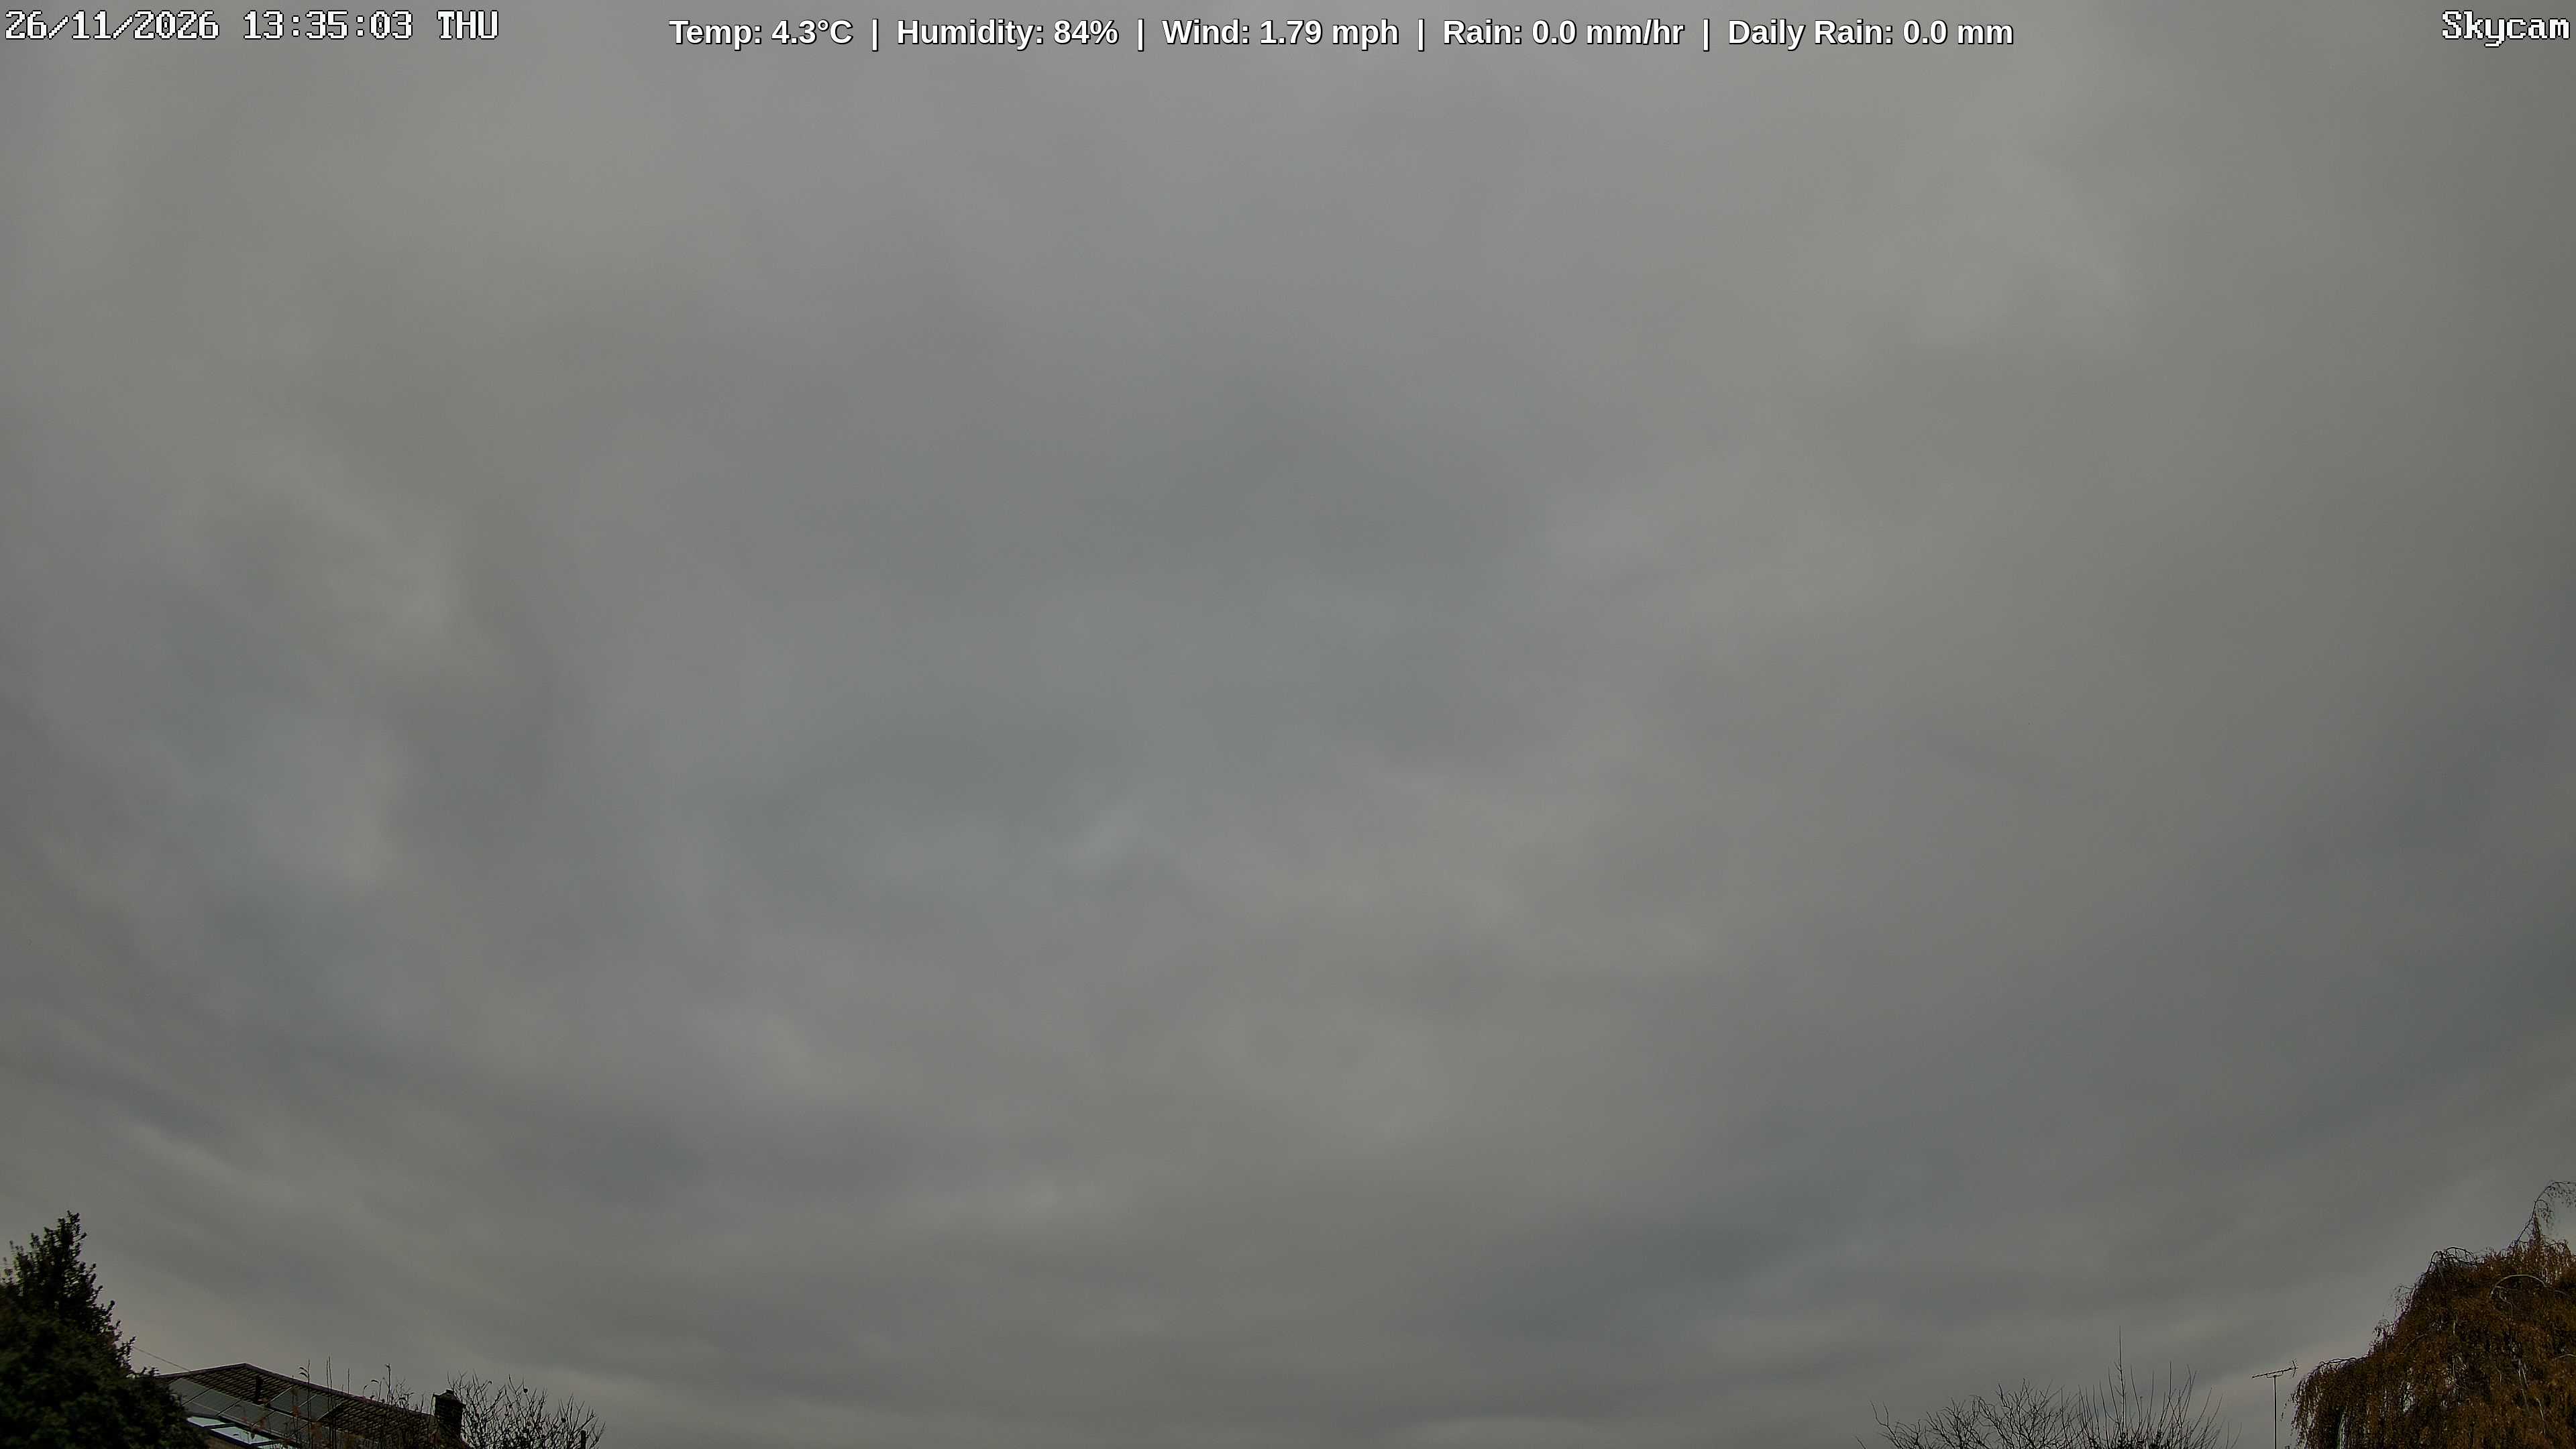 26/11/2026 13:35:03 THU
Temp: 4.3°C | Humidity: 84% | Wind: 1.79 mph | Rain: 0.0 mm/hr | Daily Rain: 0.0 mm
Skycam